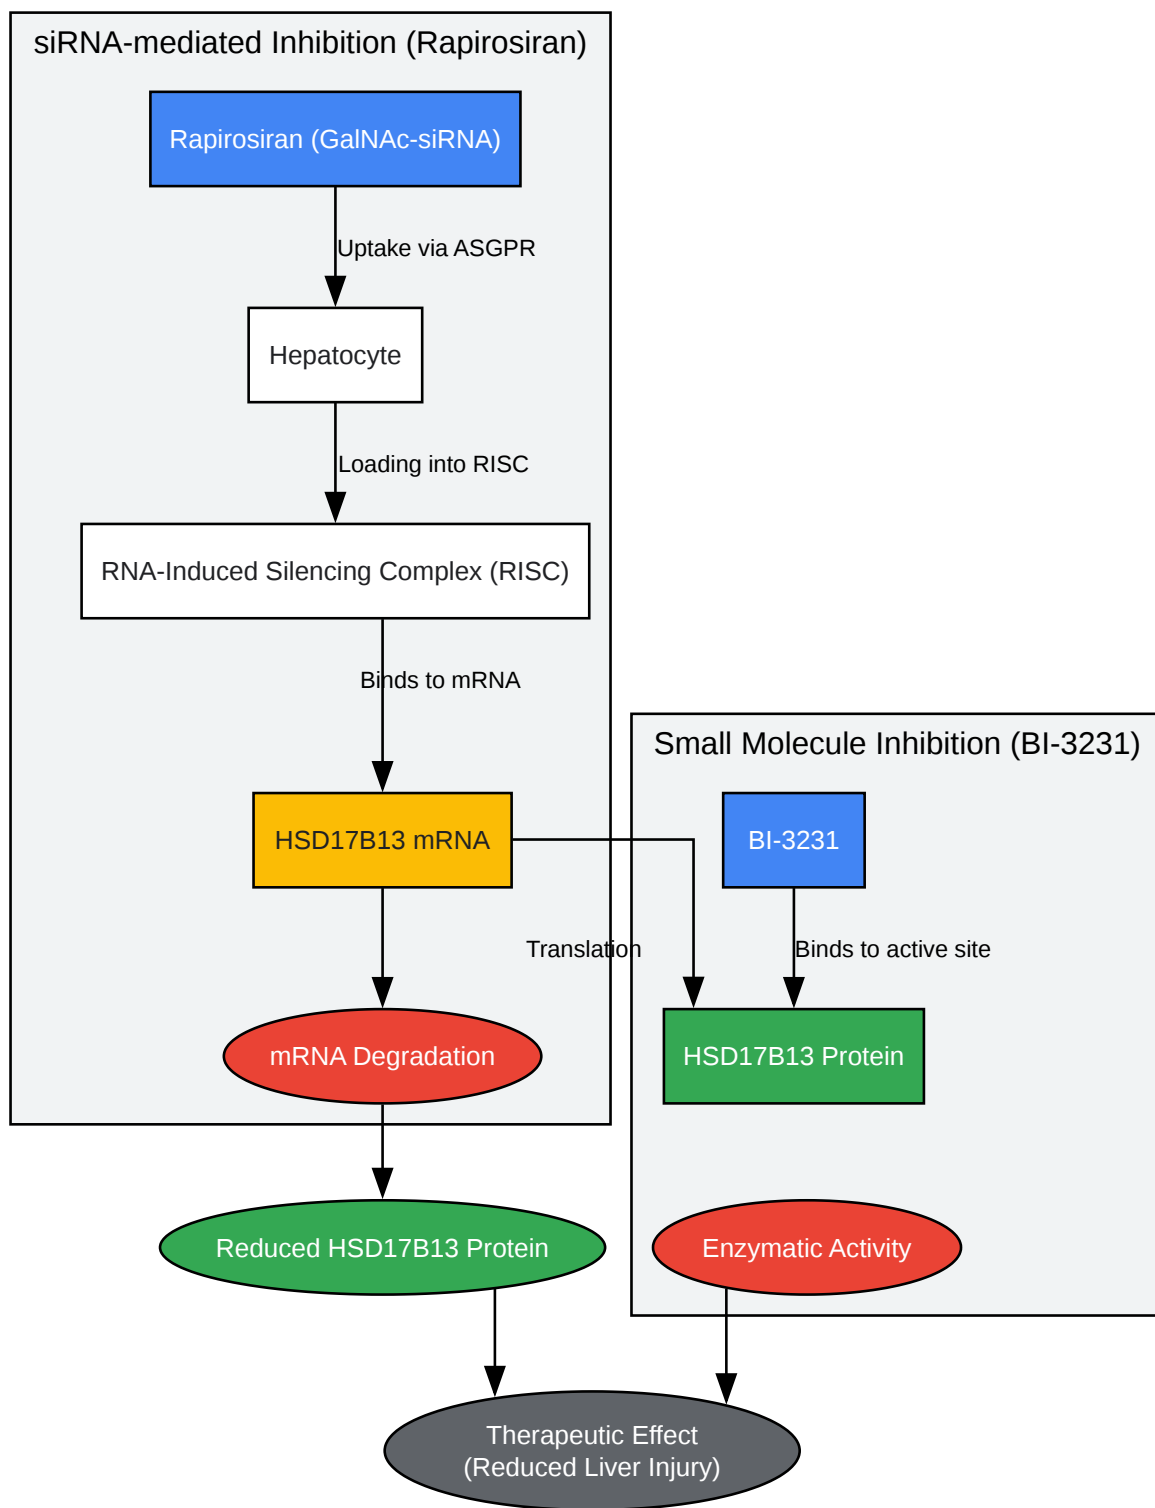 siRNA-mediated Inhibition (Rapirosiran)
Rapirosiran (GalNAc-siRNA)
Uptake via ASGPR
Hepatocyte
Loading into RISC
RNA-Induced Silencing Complex (RISC)
Binds to mRNA
Small Molecule Inhibition (BI-3231)
HSD17B13 mRNA
BI-3231
Translation
Binds to active site
mRNA Degradation
HSD17B13 Protein
Reduced HSD17B13 Protein
Enzymatic Activity
Therapeutic Effect
(Reduced Liver Injury)